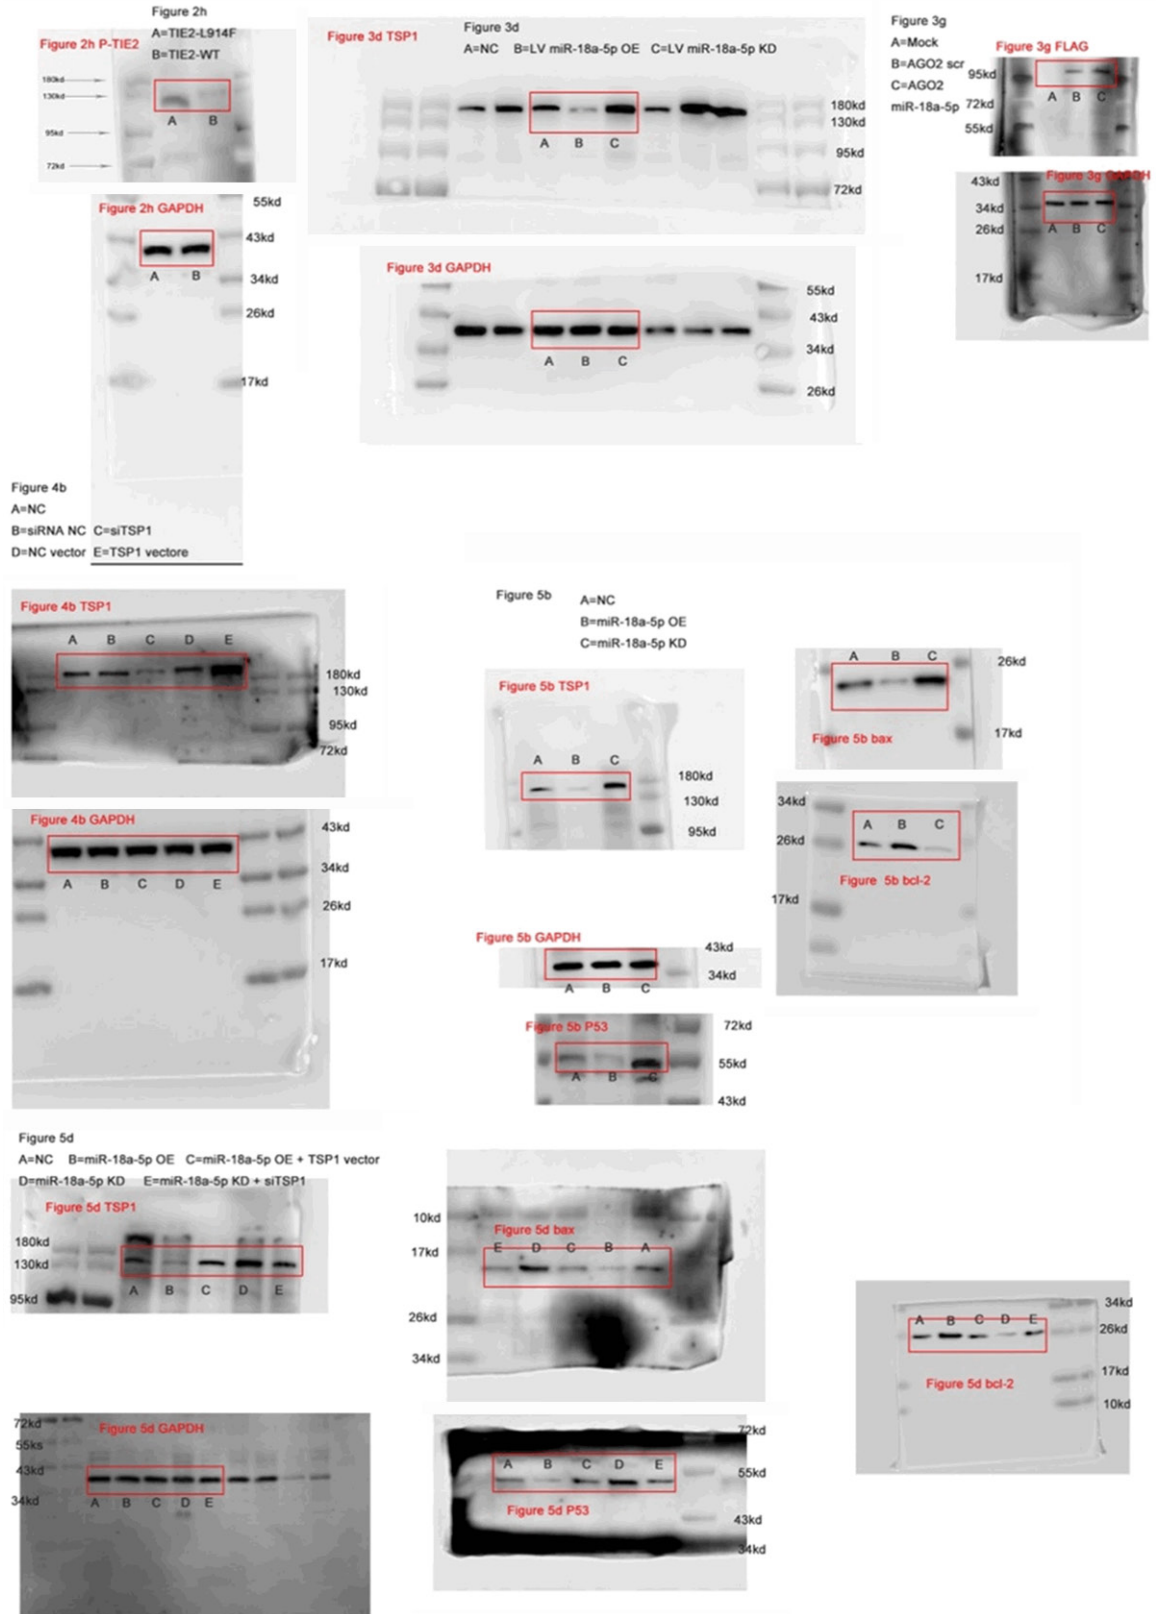 Figure 2h
A=TIE2-L914F
B=TIE2-WT
Figure 2h P-TIE2
180kd
130kd
95kd
72kd
A B
Figure 2h GAPDH
55kd
43kd
34kd
26kd
17kd
A B
Figure 3d
A=NC B=LV miR-18a-5p OE C=LV miR-18a-5p KD
Figure 3d TSP1
180kd
130kd
95kd
72kd
A B C
Figure 3d GAPDH
55kd
43kd
34kd
26kd
A B C
Figure 3g
A=Mock
B=AGO2 scr
C=AGO2
miR-18a-5p
Figure 3g FLAG
95kd
72kd
55kd
A B C
Figure 3g GAPDH
43kd
34kd
26kd
17kd
A B C
Figure 4b
A=NC
B=siRNA NC C=siTSP1
D=NC vector E=TSP1 vectore
Figure 4b TSP1
A B C D E
180kd
130kd
95kd
72kd
Figure 4b GAPDH
43kd
34kd
26kd
17kd
A B C D E
Figure 5b
A=NC
B=miR-18a-5p OE
C=miR-18a-5p KD
Figure 5b TSP1
A B C
180kd
130kd
95kd
A B C
26kd
17kd
Figure 5b bax
34kd
26kd
17kd
A B C
Figure 5b bcl-2
Figure 5b GAPDH
43kd
34kd
A B C
Figure 5b P53
72kd
55kd
43kd
A B C
Figure 5d
A=NC B=miR-18a-5p OE C=miR-18a-5p OE + TSP1 vector
D=miR-18a-5p KD E=miR-18a-5p KD + siTSP1
Figure 5d TSP1
180kd
130kd
95kd
A B C D E
Figure 5d bax
10kd
17kd
26kd
34kd
E D C B A
Figure 5d bcl-2
A B C D E
34kd
26kd
17kd
10kd
Figure 5d GAPDH
72kd
55ks
43kd
34kd
A B C D E
Figure 5d P53
A B C D E
72kd
55kd
43kd
34kd